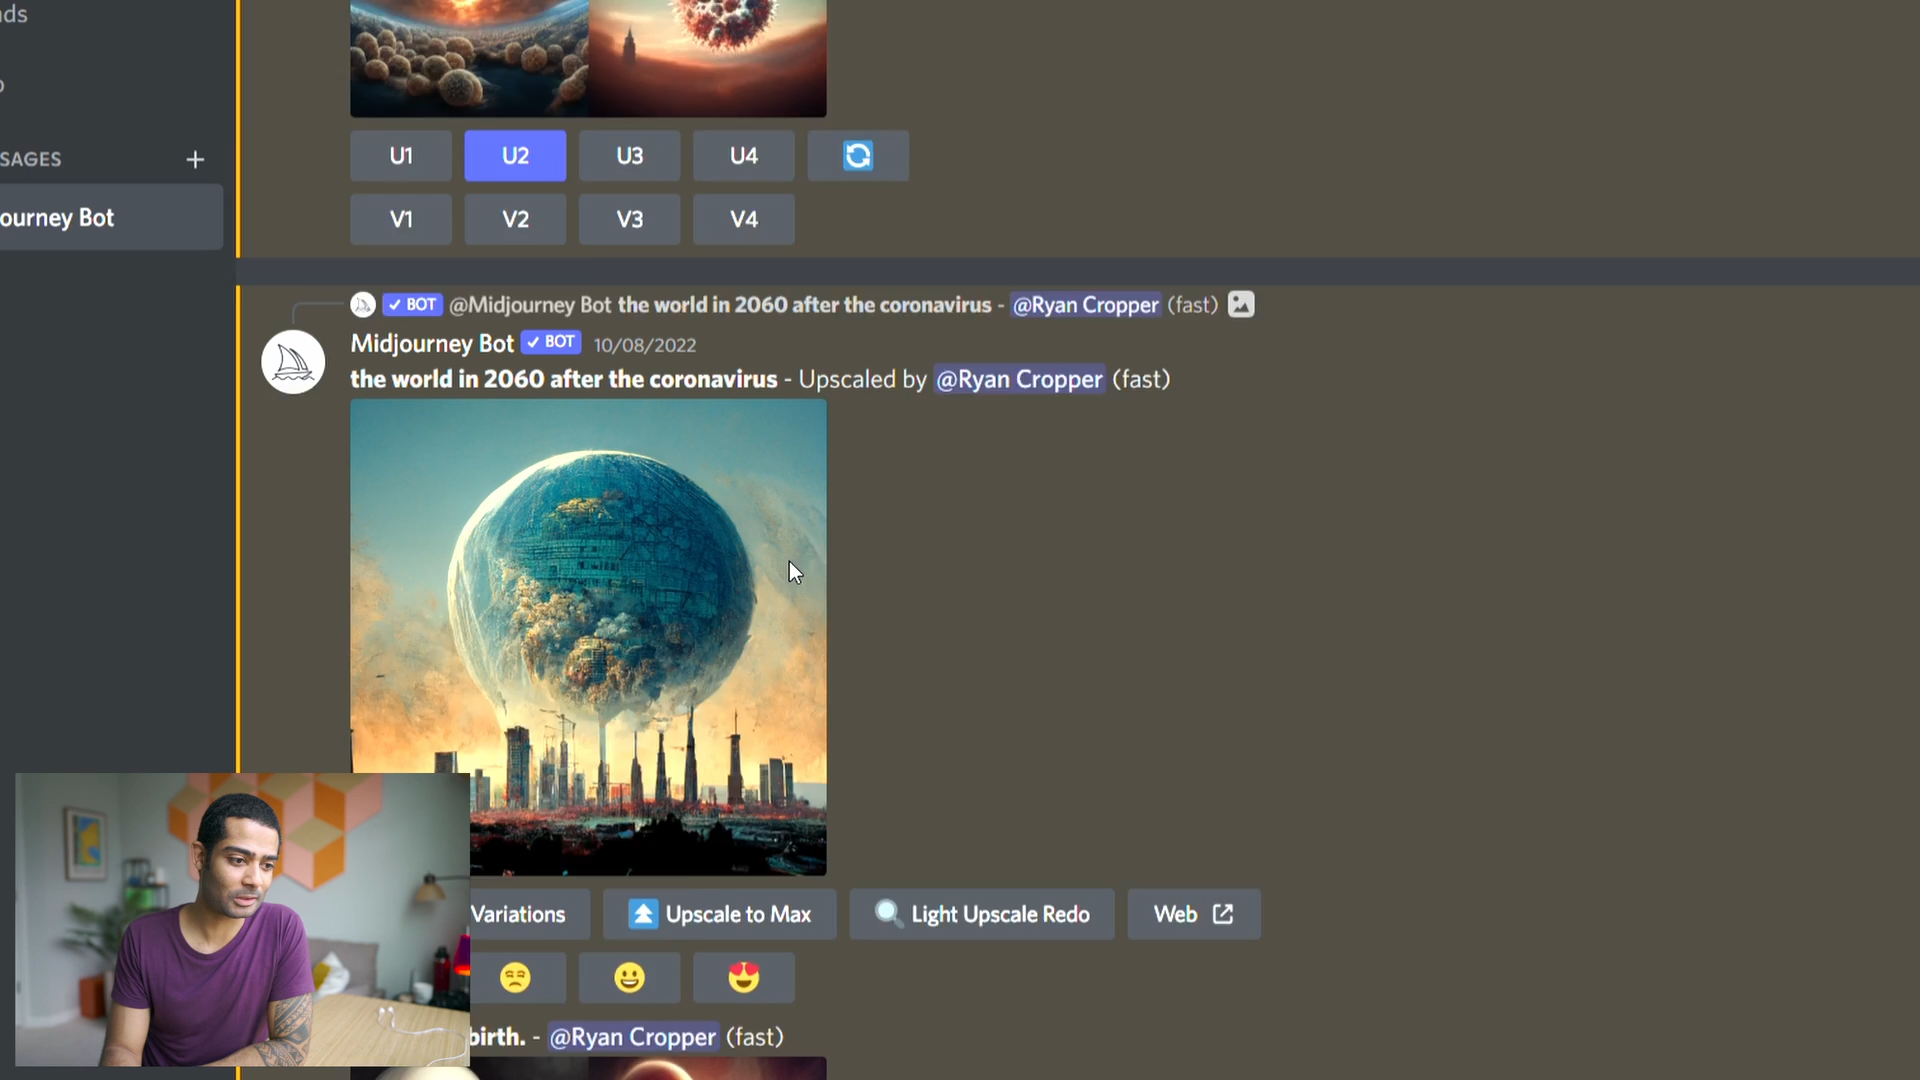 ds
SAGES +
ourney Bot
U1 U2 U3 U4
V1 V2 V3 V4
BOT @Midjourney Bot the world in 2060 after the coronavirus - @Ryan Cropper (fast)
Midjourney Bot BOT 10/08/2022
the world in 2060 after the coronavirus - Upscaled by @Ryan Cropper (fast)
Variations Upscale to Max Light Upscale Redo Web
birth. - @Ryan Cropper (fast)